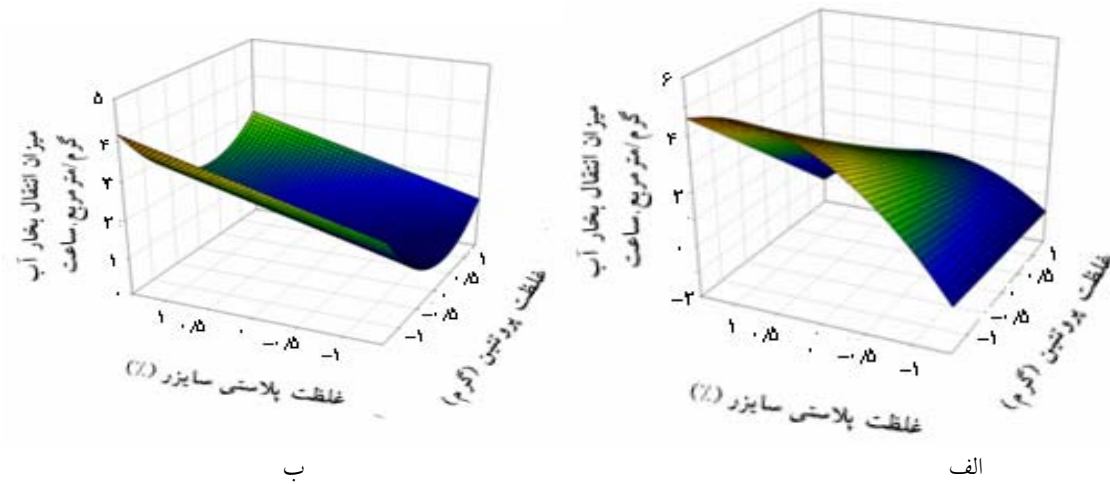 ۶
۴
۲
۰
−۲
میزان انتقال بخار آب
گرم/مترمربع.ساعت
۱ ۰/۵ ۰ −۰/۵ −۱
غلظت پلاستی سایزر (٪)
۱
۰/۵
۰
−۰/۵
−۱
غلظت پروتئین (گرم)
الف
۵
۴
۳
۲
۱
۰
میزان انتقال بخار آب
گرم/مترمربع.ساعت
۱ ۰/۵ ۰ −۰/۵ −۱
غلظت پلاستی سایزر (٪)
۱
۰/۵
۰
−۰/۵
−۱
غلظت پروتئین (گرم)
ب